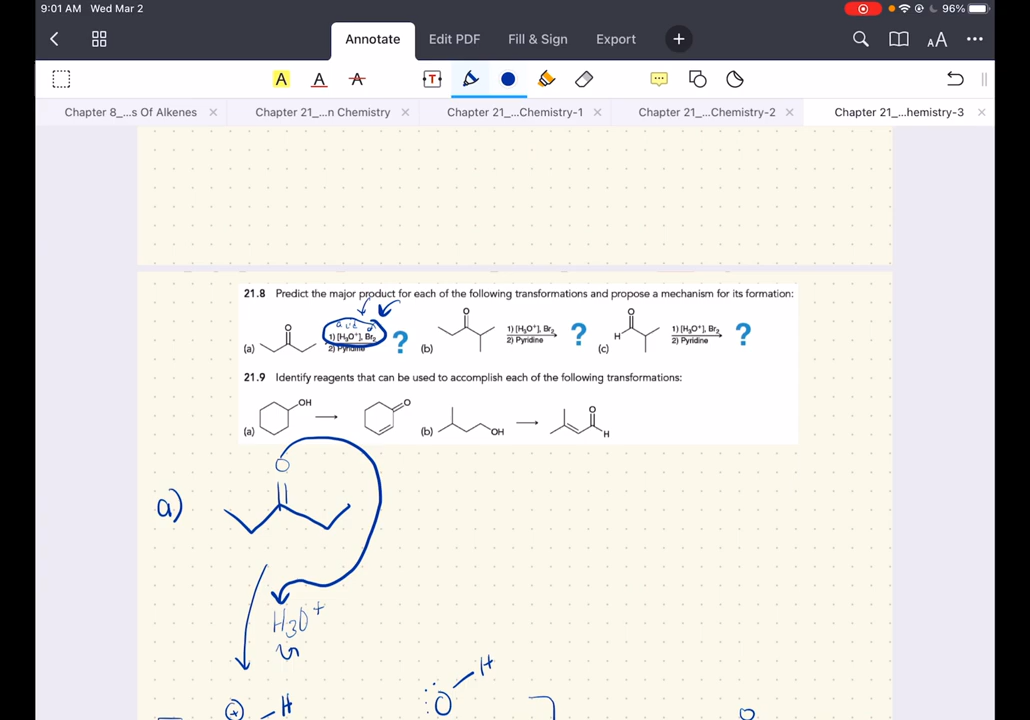 9:01 AM Wed Mar 2
96%
Annotate
Edit PDF
Fill & Sign
Export
Chapter 8_...s Of Alkenes
Chapter 21_...n Chemistry
Chapter 21_...Chemistry-1
Chapter 21_...Chemistry-2
Chapter 21_...hemistry-3
21.8 Predict the major product for each of the following transformations and propose a mechanism for its formation:
(a) O 1) [H₃O⁺], Br₂ 2) Pyridine ?
(b) O 1) [H₃O⁺], Br₂ 2) Pyridine ?
(c) O H 1) [H₃O⁺], Br₂ 2) Pyridine ?
21.9 Identify reagents that can be used to accomplish each of the following transformations:
(a) OH O
(b) OH O H
a) O
H₃O⁺
+ H
O H